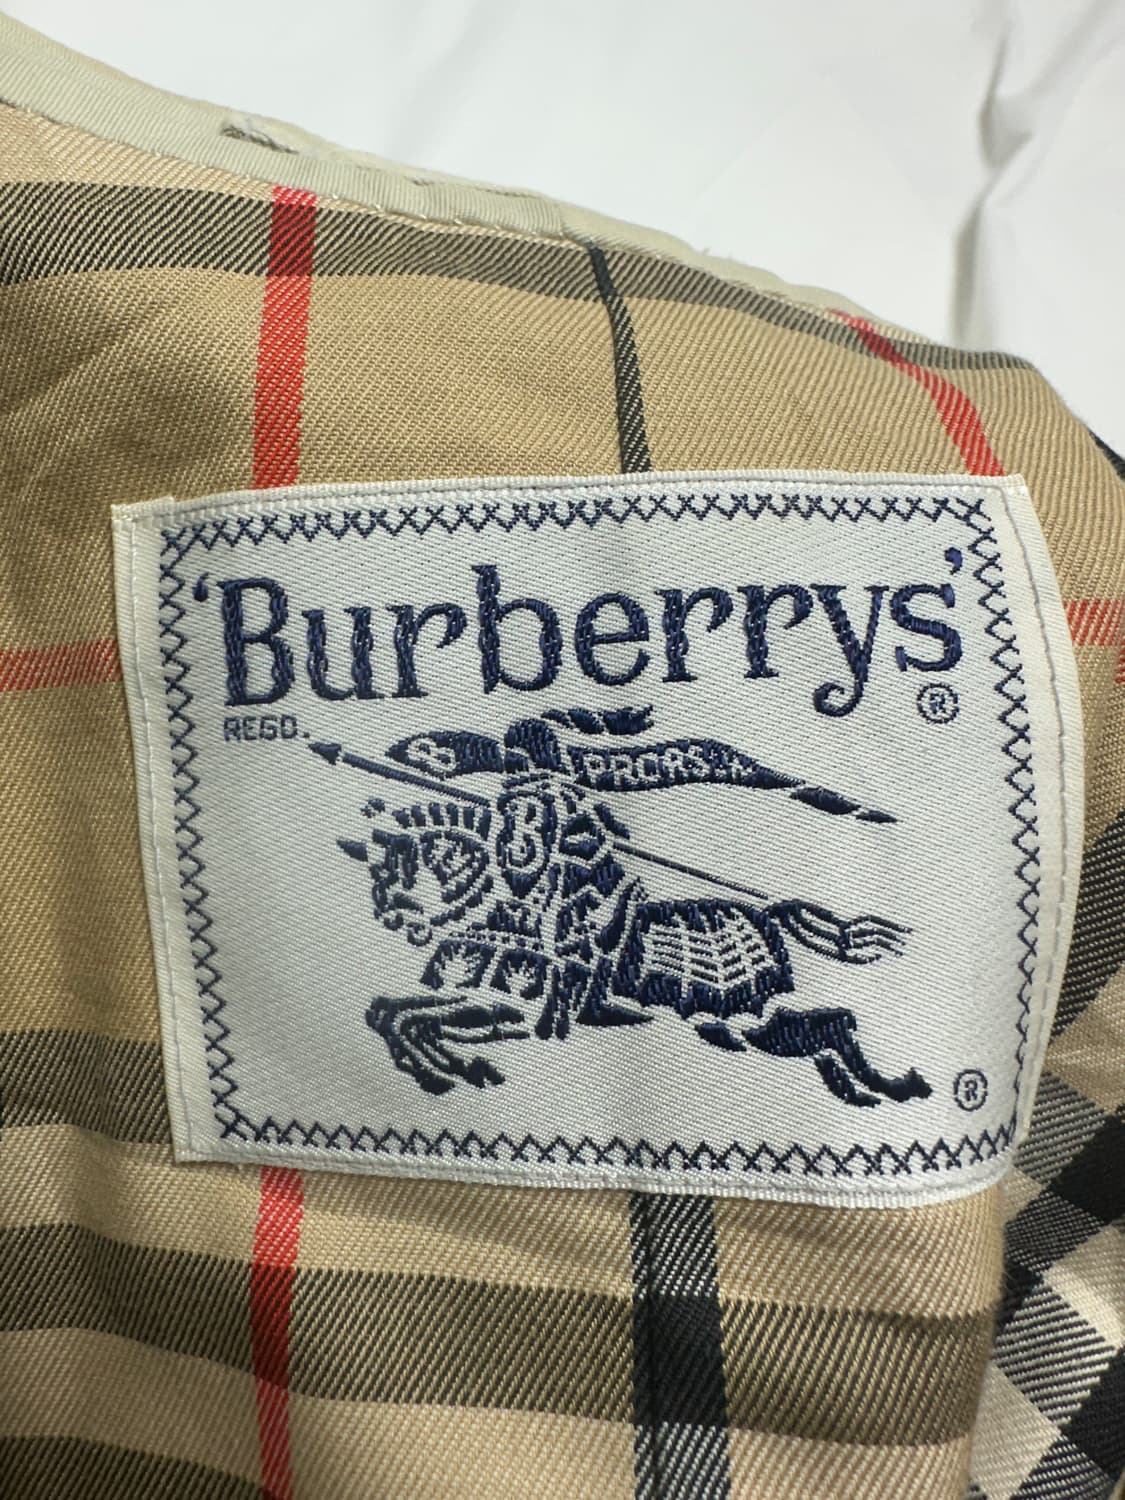 'Burberrys'
®
REGD.
PRORSUM
B
®